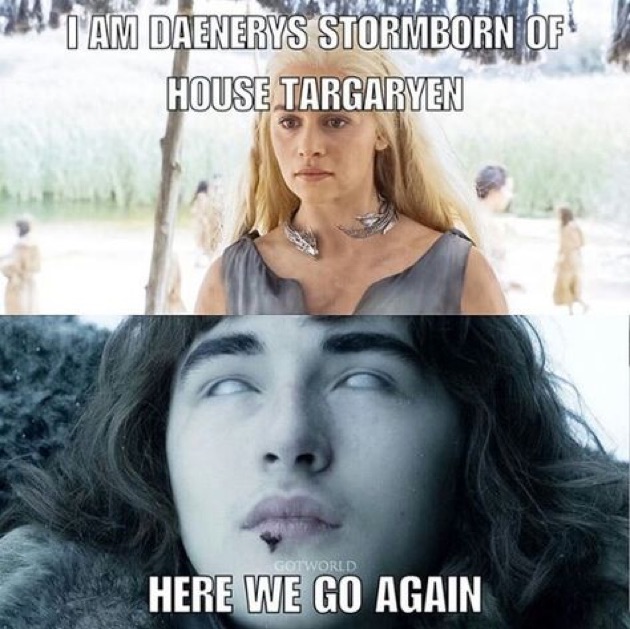 I AM DAENERYS STORMBORN OF
HOUSE TARGARYEN
GOTWORLD
HERE WE GO AGAIN